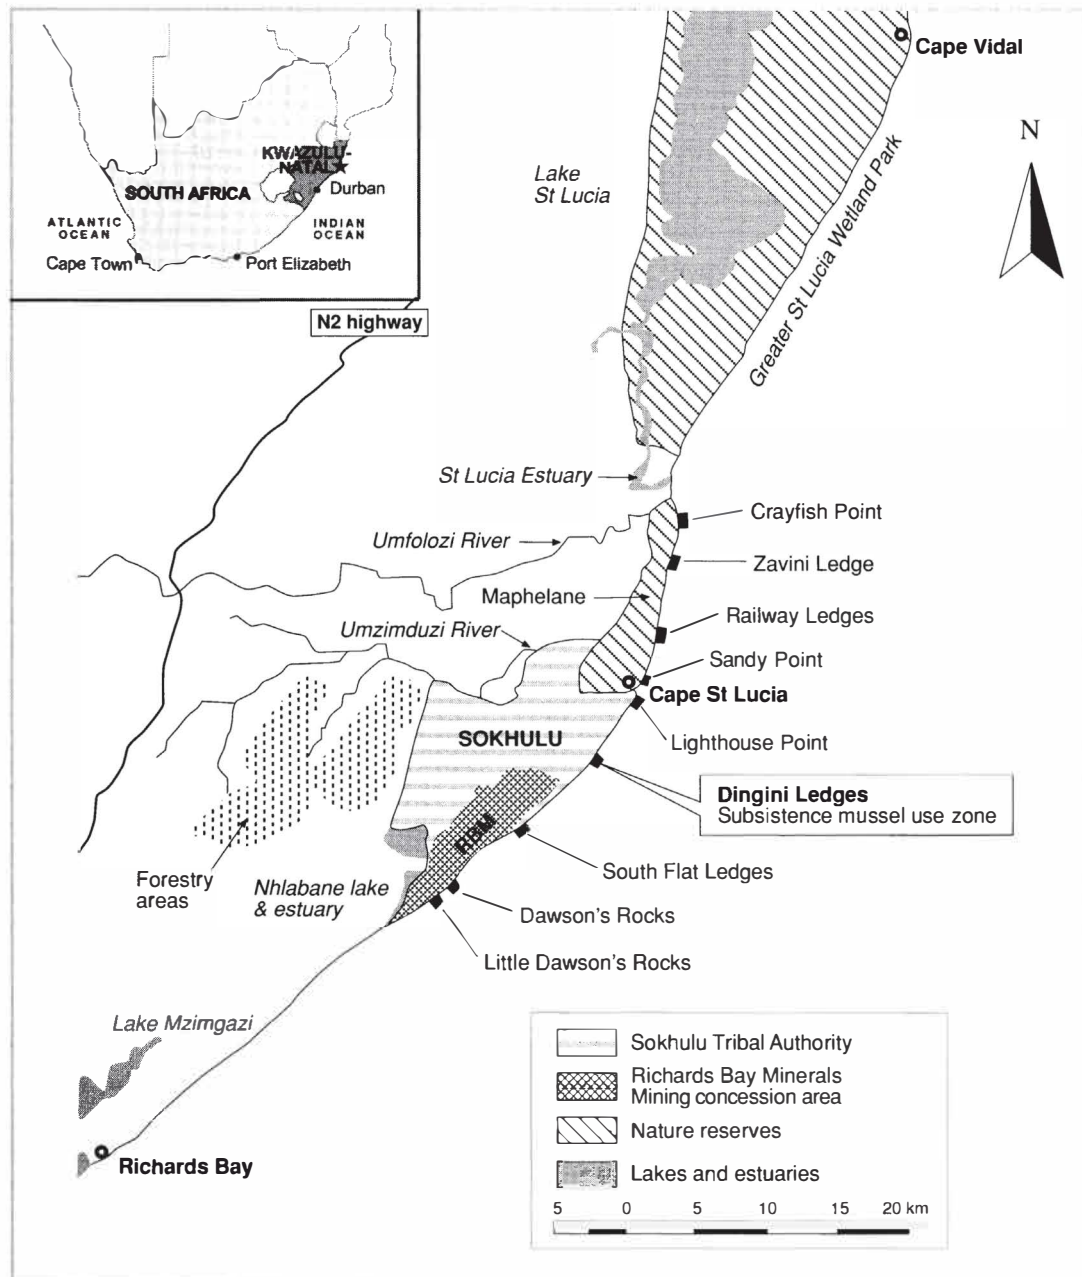 Cape Vidal
N
KWAZULU-
NATAL
SOUTH AFRICA
Durban
ATLANTIC
OCEAN
INDIAN
OCEAN
Cape Town
Port Elizabeth
Lake
St Lucia
Greater St Lucia Wetland Park
N2 highway
St Lucia Estuary
Crayfish Point
Umfolozi River
Zavini Ledge
Maphelane
Railway Ledges
Umzimduzi River
Sandy Point
Cape St Lucia
SOKHULU
Lighthouse Point
Dingini Ledges
Subsistence mussel use zone
RBM
South Flat Ledges
Forestry
areas
Nhlabane lake
& estuary
Dawson's Rocks
Little Dawson's Rocks
Lake Mzimgazi
Richards Bay
Sokhulu Tribal Authority
Richards Bay Minerals
Mining concession area
Nature reserves
Lakes and estuaries
5 0 5 10 15 20 km